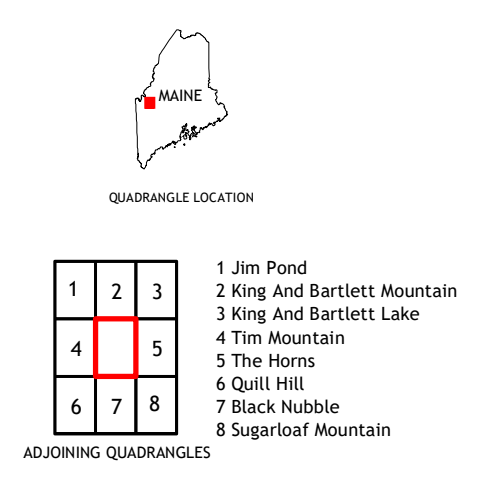 MAINE
QUADRANGLE LOCATION
1 2 3
4 5
6 7 8
1 Jim Pond
2 King And Bartlett Mountain
3 King And Bartlett Lake
4 Tim Mountain
5 The Horns
6 Quill Hill
7 Black Nubble
8 Sugarloaf Mountain
ADJOINING QUADRANGLES